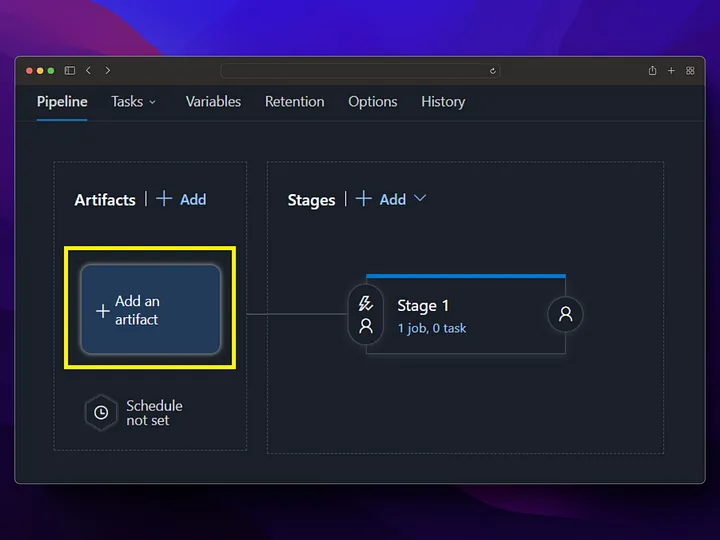 Pipeline Tasks Variables Retention Options History
Artifacts | + Add
Stages | + Add
+ Add an
artifact
Stage 1
1 job, 0 task
Schedule
not set